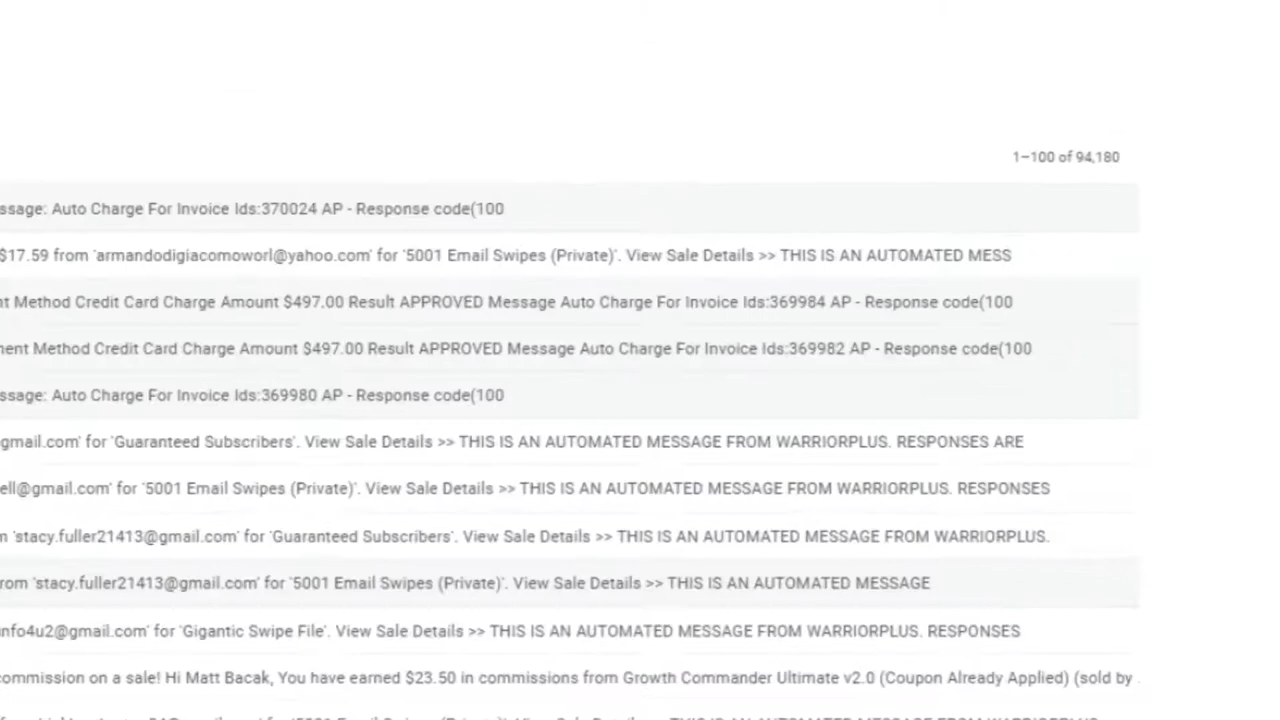 1–100 of 94,180
ssage: Auto Charge For Invoice Ids:370024 AP - Response code(100
$17.59 from 'armandodigiacomoworl@yahoo.com' for '5001 Email Swipes (Private)'. View Sale Details >> THIS IS AN AUTOMATED MESS
nt Method Credit Card Charge Amount $497.00 Result APPROVED Message Auto Charge For Invoice Ids:369984 AP - Response code(100
nent Method Credit Card Charge Amount $497.00 Result APPROVED Message Auto Charge For Invoice Ids:369982 AP - Response code(100
ssage: Auto Charge For Invoice Ids:369980 AP - Response code(100
gmail.com' for 'Guaranteed Subscribers'. View Sale Details >> THIS IS AN AUTOMATED MESSAGE FROM WARRIORPLUS. RESPONSES ARE
ell@gmail.com' for '5001 Email Swipes (Private)'. View Sale Details >> THIS IS AN AUTOMATED MESSAGE FROM WARRIORPLUS. RESPONSES
'stacy.fuller21413@gmail.com' for 'Guaranteed Subscribers'. View Sale Details >> THIS IS AN AUTOMATED MESSAGE FROM WARRIORPLUS.
rom 'stacy.fuller21413@gmail.com' for '5001 Email Swipes (Private)'. View Sale Details >> THIS IS AN AUTOMATED MESSAGE
nfo4u2@gmail.com' for 'Gigantic Swipe File'. View Sale Details >> THIS IS AN AUTOMATED MESSAGE FROM WARRIORPLUS. RESPONSES
commission on a sale! Hi Matt Bacak, You have earned $23.50 in commissions from Growth Commander Ultimate v2.0 (Coupon Already Applied) (sold by